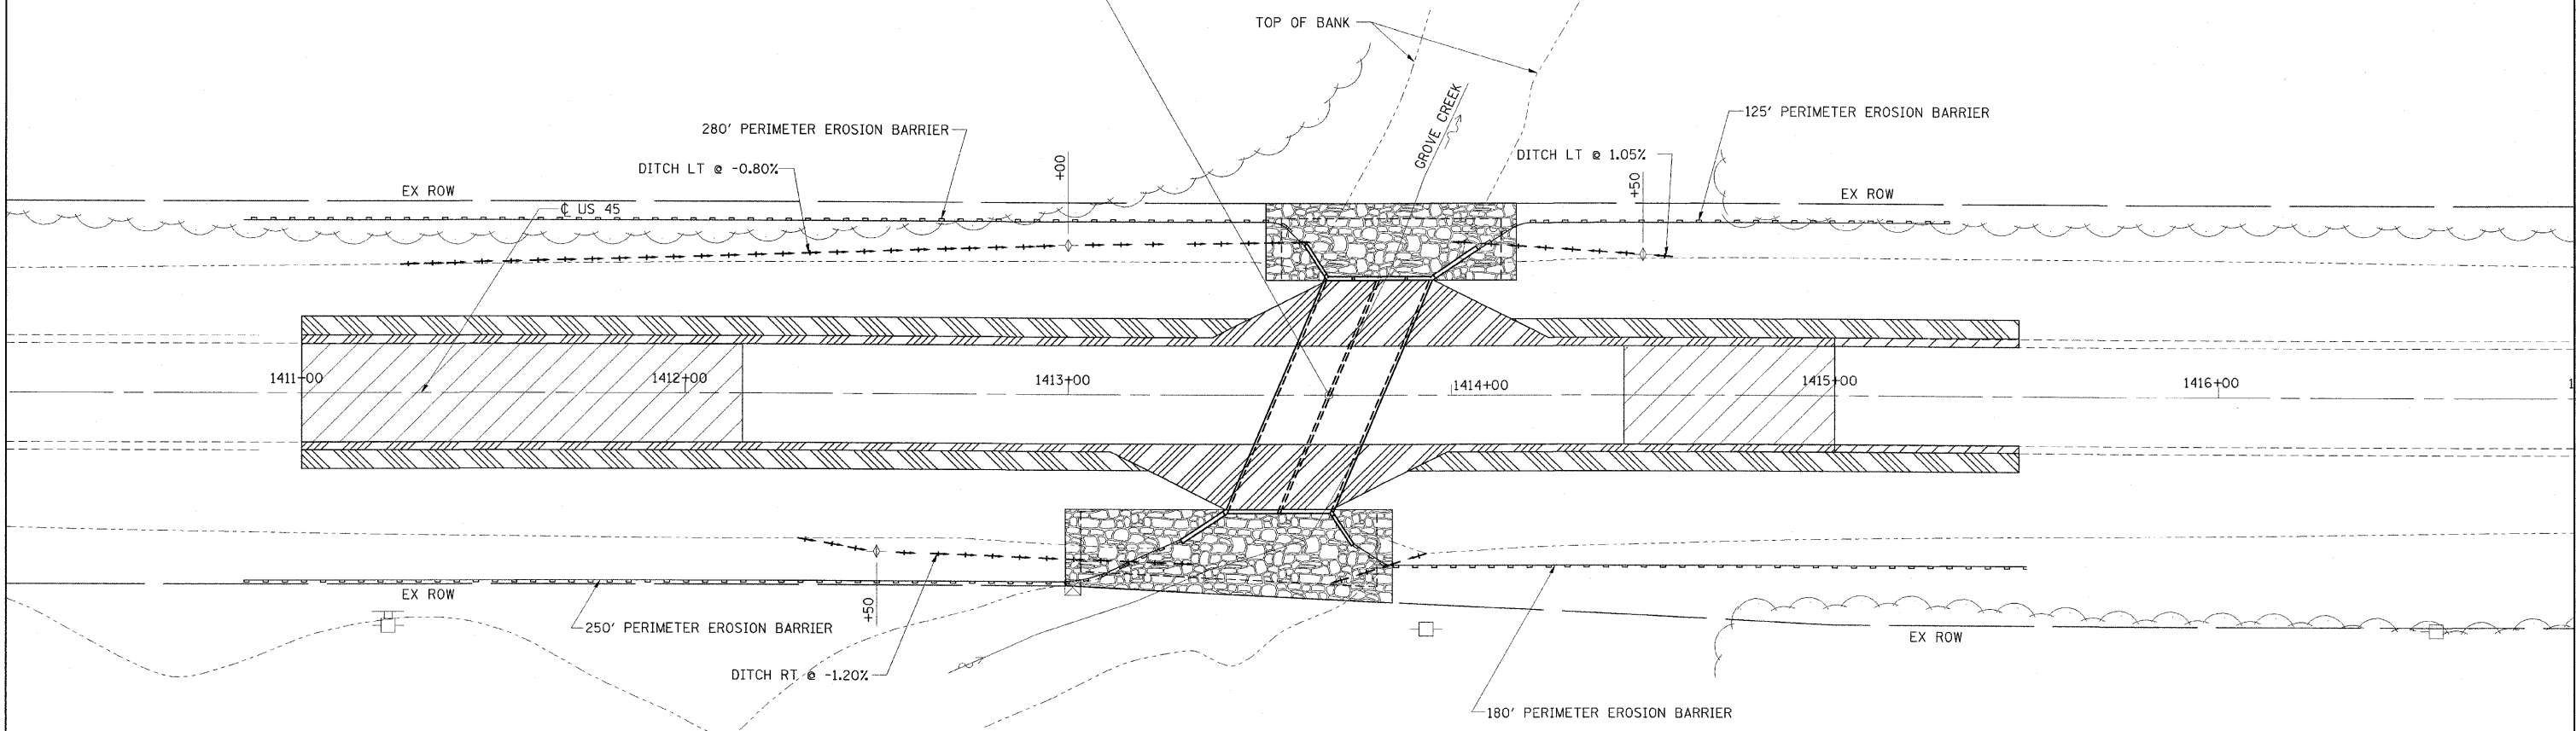 TOP OF BANK
GROVE CREEK
280' PERIMETER EROSION BARRIER
125' PERIMETER EROSION BARRIER
DITCH LT @ -0.80%
+00
DITCH LT @ 1.05%
+50
EX ROW
EX ROW
℄ US 45
1411+00
1412+00
1413+00
1414+00
1415+00
1416+00
1
EX ROW
+50
250' PERIMETER EROSION BARRIER
EX ROW
DITCH RT @ -1.20%
180' PERIMETER EROSION BARRIER